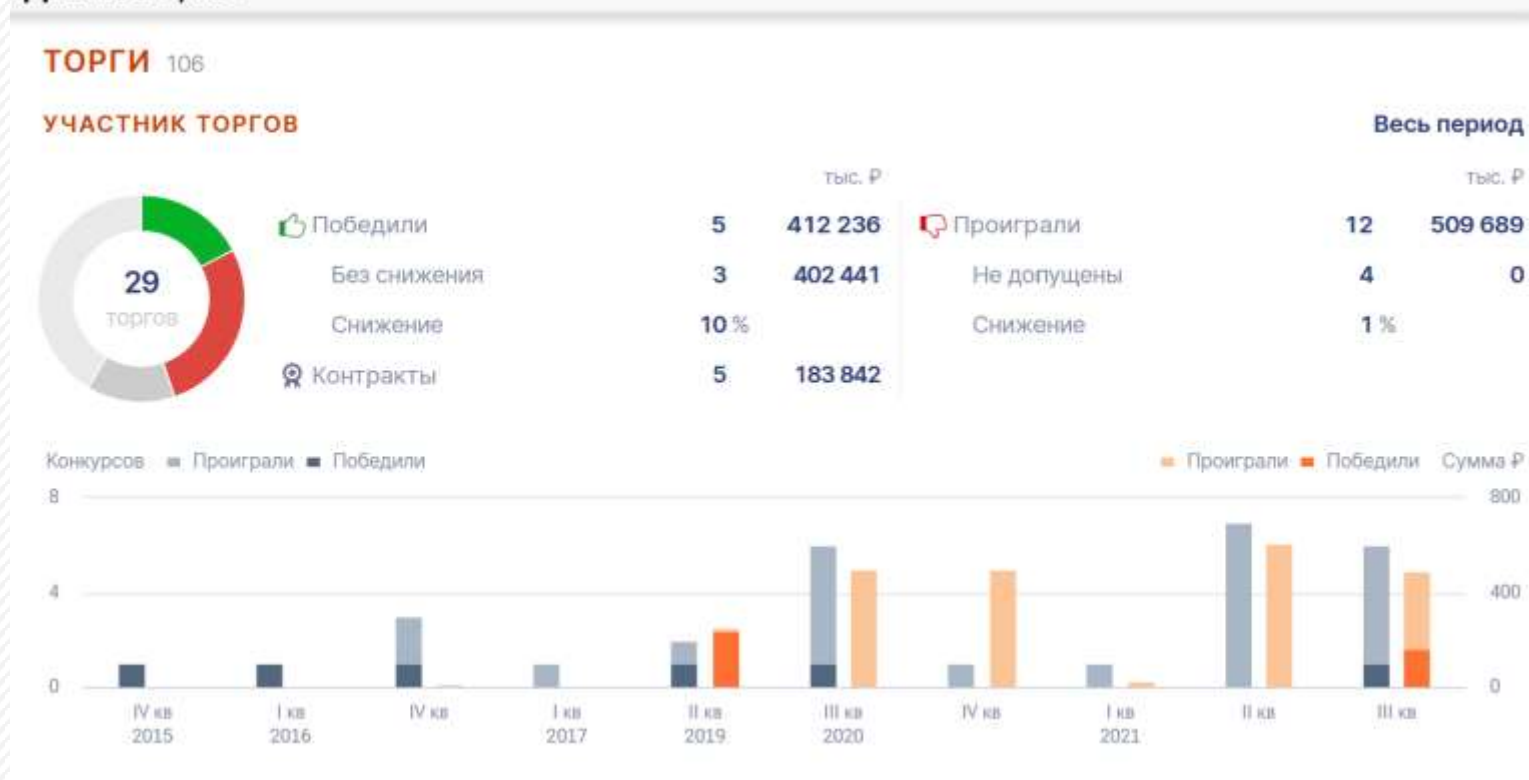 ТОРГИ 106
УЧАСТНИК ТОРГОВ Весь период
тыс. ₽ тыс. ₽
Победили 5 412 236 Проиграли 12 509 689
29
торгов
Без снижения 3 402 441 Не допущены 4 0
Снижение 10 % Снижение 1 %
Контракты 5 183 842
Конкурсов Проиграли Победили Проиграли Победили Сумма ₽
8 800
4 400
0 0
IV кв I кв IV кв I кв II кв III кв IV кв I кв II кв III кв
2015 2016 2017 2019 2020 2021